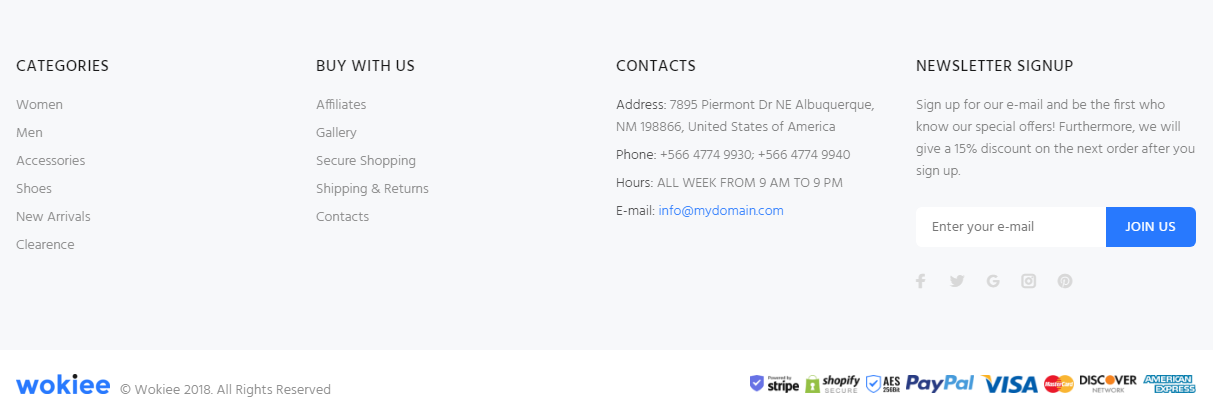 CATEGORIES
Women
Men
Accessories
Shoes
New Arrivals
Clearence
BUY WITH US
Affiliates
Gallery
Secure Shopping
Shipping & Returns
Contacts
CONTACTS
Address: 7895 Piermont Dr NE Albuquerque,
NM 198866, United States of America
Phone: +566 4774 9930; +566 4774 9940
Hours: ALL WEEK FROM 9 AM TO 9 PM
E-mail: info@mydomain.com
NEWSLETTER SIGNUP
Sign up for our e-mail and be the first who
know our special offers! Furthermore, we will
give a 15% discount on the next order after you
sign up.
Enter your e-mail
JOIN US
wokiee © Wokiee 2018. All Rights Reserved
Powered by
stripe
shopify
SECURE
AES
256Bit
PayPal
VISA
MasterCard
DISCOVER
NETWORK
AMERICAN
EXPRESS